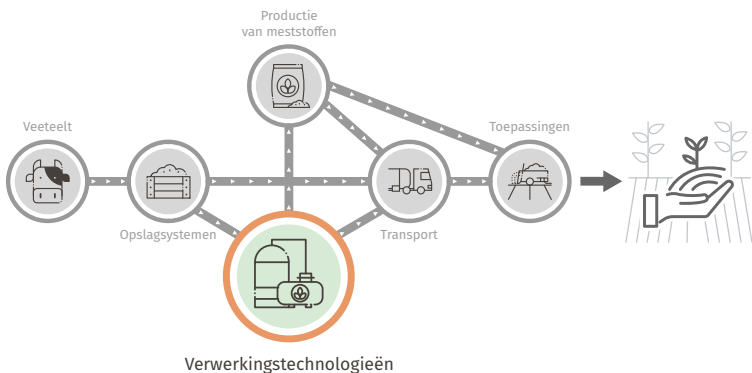 Productie
van meststoffen
Veeteelt
Toepassingen
Opslagsystemen
Transport
Verwerkingstechnologieën